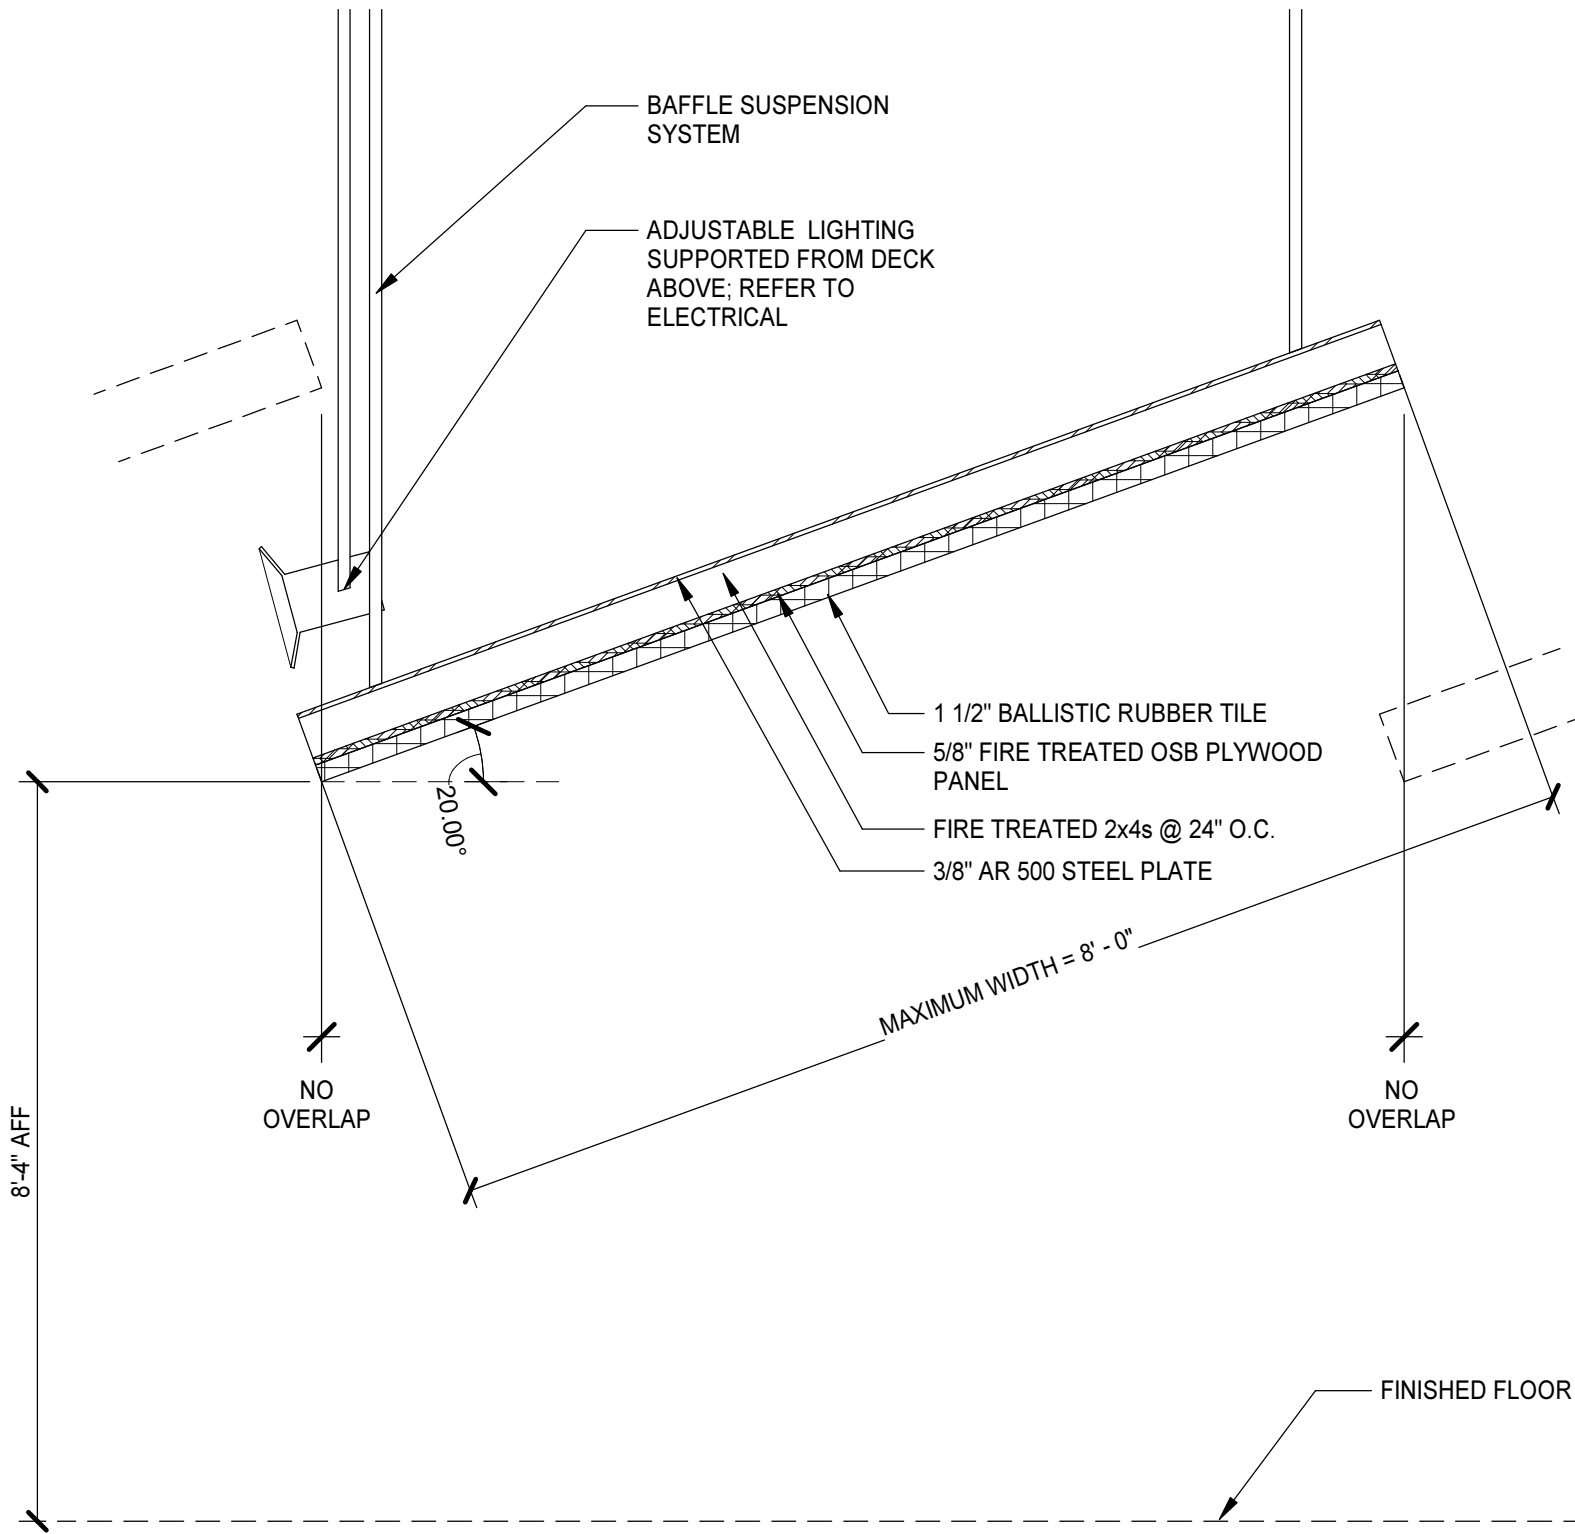 BAFFLE SUSPENSION
SYSTEM
ADJUSTABLE LIGHTING
SUPPORTED FROM DECK
ABOVE; REFER TO
ELECTRICAL
1 1/2" BALLISTIC RUBBER TILE
5/8" FIRE TREATED OSB PLYWOOD
PANEL
FIRE TREATED 2x4s @ 24" O.C.
3/8" AR 500 STEEL PLATE
20.00°
MAXIMUM WIDTH = 8' - 0"
NO
OVERLAP
NO
OVERLAP
8'-4" AFF
FINISHED FLOOR